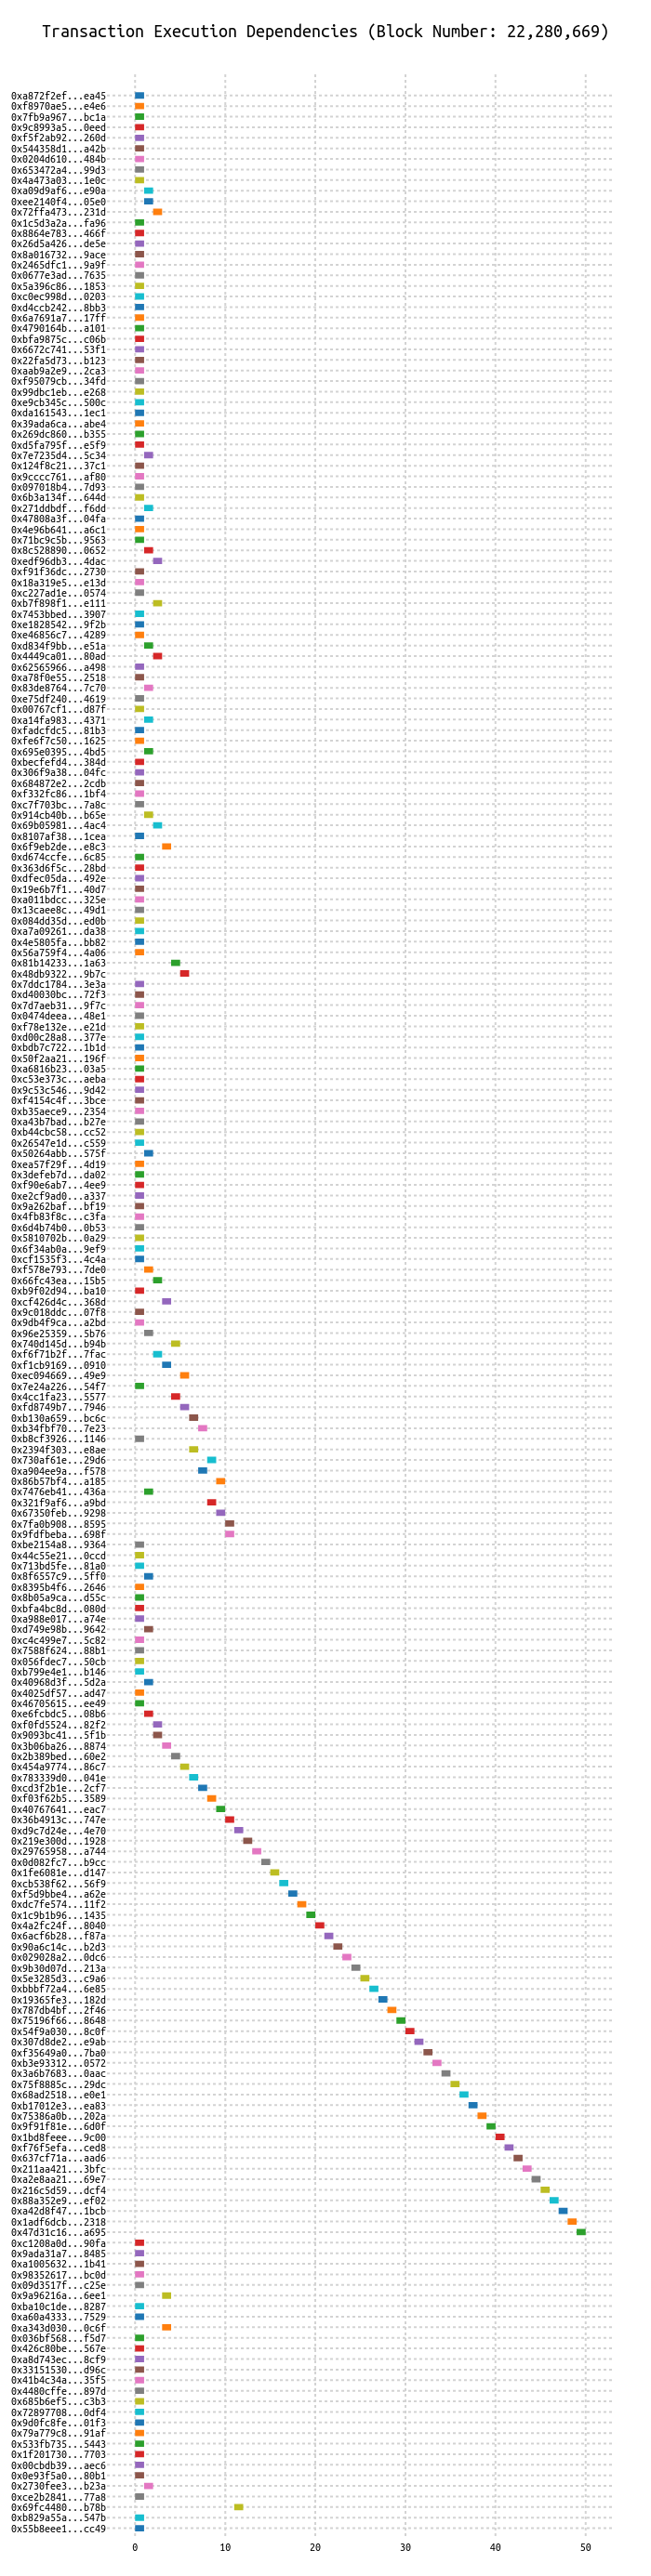 Transaction Execution Dependencies (Block Number: 22,280,669)
0xa872f2ef...ea45
0xf8970ae5...e4e6
0x7fb9a967...bc1a
0x9c8993a5...0eed
0xf5f2ab92...260d
0x544358d1...a42b
0x0204d610...484b
0x653472a4...99d3
0x4a473a03...1e0c
0xa09d9af6...e90a
0xee2140f4...05e0
0x72ffa473...231d
0x1c5d3a2a...fa96
0x8864e783...466f
0x26d5a426...de5e
0x8a016732...9ace
0x2465dfc1...9a9f
0x0677e3ad...7635
0x5a396c86...1853
0xc0ec998d...0203
0xd4ccb242...8bb3
0x6a7691a7...17ff
0x4790164b...a101
0xbfa9875c...c06b
0x6672c741...53f1
0x22fa5d73...b123
0xaab9a2e9...2ca3
0xf95079cb...34fd
0x99dbc1eb...e268
0xe9cb345c...500c
0xda161543...1ec1
0x39ada6ca...abe4
0x269dc860...b355
0xd5fa795f...e5f9
0x7e7235d4...5c34
0x124f8c21...37c1
0x9cccc761...af80
0x097018b4...7d93
0x6b3a134f...644d
0x271ddbdf...f6dd
0x47808a3f...04fa
0x4e96b641...a6c1
0x71bc9c5b...9563
0x8c528890...0652
0xedf96db3...4dac
0xf91f36dc...2730
0x18a319e5...e13d
0xc227ad1e...0574
0xb7f898f1...e111
0x7453bbed...3907
0xe1828542...9f2b
0xe46856c7...4289
0xd834f9bb...e51a
0x4449ca01...80ad
0x62565966...a498
0xa78f0e55...2518
0x83de8764...7c70
0xe75df240...4619
0x00767cf1...d87f
0xa14fa983...4371
0xfadcfdc5...81b3
0xfe6f7c50...1625
0x695e0395...4bd5
0xbecfefd4...384d
0x306f9a38...04fc
0x684872e2...2cdb
0xf332fc86...1bf4
0xc7f703bc...7a8c
0x914cb40b...b65e
0x69b05981...4ac4
0x8107af38...1cea
0x6f9eb2de...e8c3
0xd674ccfe...6c85
0x363d6f5c...28bd
0xdfec05da...492e
0x19e6b7f1...40d7
0xa011bdcc...325e
0x13caee8c...49d1
0x084dd35d...ed0b
0xa7a09261...da38
0x4e5805fa...bb82
0x56a759f4...4a06
0x81b14233...1a63
0x48db9322...9b7c
0x7ddc1784...3e3a
0xd40030bc...72f3
0x7d7aeb31...9f7c
0x0474deea...48e1
0xf78e132e...e21d
0xd00c28a8...377e
0xbdb7c722...1b1d
0x50f2aa21...196f
0xa6816b23...03a5
0xc53e373c...aeba
0x9c53c546...9d42
0xf4154c4f...3bce
0xb35aece9...2354
0xa43b7bad...b27e
0xb44cbc58...cc52
0x26547e1d...c559
0x50264abb...575f
0xea57f29f...4d19
0x3defeb7d...da02
0xf90e6ab7...4ee9
0xe2cf9ad0...a337
0x9a262baf...bf19
0x4fb83f8c...c3fa
0x6d4b74b0...0b53
0x5810702b...0a29
0x6f34ab0a...9ef9
0xcf1535f3...4c4a
0xf578e793...7de0
0x66fc43ea...15b5
0xb9f02d94...ba10
0xcf426d4c...368d
0x9c018ddc...07f8
0x9db4f9ca...a2bd
0x96e25359...5b76
0x740d145d...b94b
0xf6f71b2f...7fac
0xf1cb9169...0910
0xec094669...49e9
0x7e24a226...54f7
0x4cc1fa23...5577
0xfd8749b7...7946
0xb130a659...bc6c
0xb34fbf70...7e23
0xb8cf3926...1146
0x2394f303...e8ae
0x730af61e...29d6
0xa904ee9a...f578
0x86b57bf4...a185
0x7476eb41...436a
0x321f9af6...a9bd
0x67350feb...9298
0x7fa0b908...8595
0x9fdfbeba...698f
0xbe2154a8...9364
0x44c55e21...0ccd
0x713bd5fe...81a0
0x8f6557c9...5ff0
0x8395b4f6...2646
0x8b05a9ca...d55c
0xbfa4bc8d...080d
0xa988e017...a74e
0xd749e98b...9642
0xc4c499e7...5c82
0x7588f624...88b1
0x056fdec7...50cb
0xb799e4e1...b146
0x40968d3f...5d2a
0x4025df57...ad47
0x46705615...ee49
0xe6fcbdc5...08b6
0xf0fd5524...82f2
0x9093bc41...5f1b
0x3b06ba26...8874
0x2b389bed...60e2
0x454a9774...86c7
0x783339d0...041e
0xcd3f2b1e...2cf7
0xf03f62b5...3589
0x40767641...eac7
0x36b4913c...747e
0xd9c7d24e...4e70
0x219e300d...1928
0x29765958...a744
0x0d082fc7...b9cc
0x1fe6081e...d147
0xcb538f62...56f9
0xf5d9bbe4...a62e
0xdc7fe574...11f2
0x1c9b1b96...1435
0x4a2fc24f...8040
0x6acf6b28...f87a
0x90a6c14c...b2d3
0x029028a2...0dc6
0x9b30d07d...213a
0x5e3285d3...c9a6
0xbbbf72a4...6e85
0x19365fe3...182d
0x787db4bf...2f46
0x75196f66...8648
0x54f9a030...8c0f
0x307d8de2...e9ab
0xf35649a0...7ba0
0xb3e93312...0572
0x3a6b7683...0aac
0x75f8885c...29dc
0x68ad2518...e0e1
0xb17012e3...ea83
0x75386a0b...202a
0x9f91f81e...6d0f
0x1bd8feee...9c00
0xf76f5efa...ced8
0x637cf71a...aad6
0x211aa421...3bfc
0xa2e8aa21...69e7
0x216c5d59...dcf4
0x88a352e9...ef02
0xa42d8f47...1bcb
0x1adf6dcb...2318
0x47d31c16...a695
0xc1208a0d...90fa
0x9ada31a7...8485
0xa1005632...1b41
0x98352617...bc0d
0x09d3517f...c25e
0x9a96216a...6ee1
0xba10c1de...8287
0xa60a4333...7529
0xa343d030...0c6f
0x036bf568...f5d7
0x426c80be...567e
0xa8d743ec...8cf9
0x33151530...d96c
0x41b4c34a...35f5
0x4480cffe...897d
0x685b6ef5...c3b3
0x72897708...0df4
0x9d0fc8fe...01f3
0x79a779c8...91af
0x533fb735...5443
0x1f201730...7703
0x00cbdb39...aec6
0x0e93f5a0...80b1
0x2730fee3...b23a
0xce2b2841...77a8
0x69fc4480...b78b
0xb829a55a...547b
0x55b8eee1...cc49
0 10 20 30 40 50